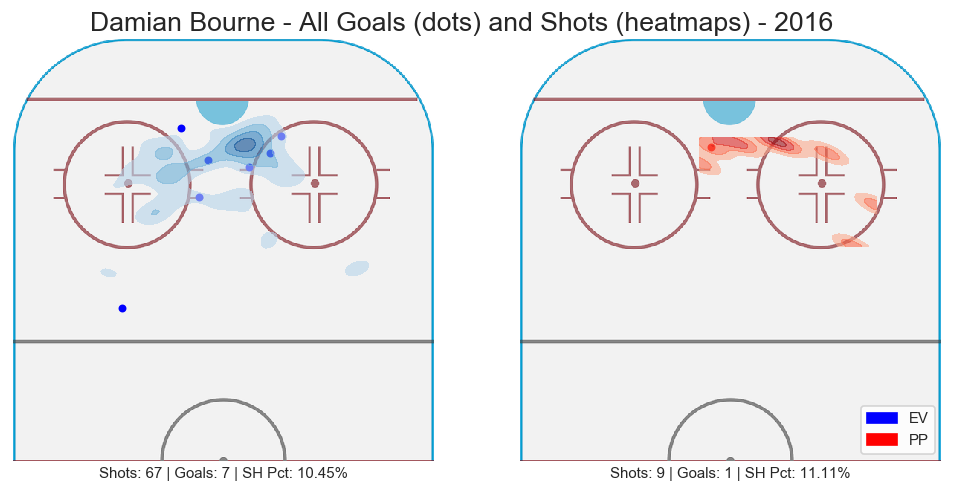 Damian Bourne - All Goals (dots) and Shots (heatmaps) - 2016
EV
PP
Shots: 67 | Goals: 7 | SH Pct: 10.45%
Shots: 9 | Goals: 1 | SH Pct: 11.11%